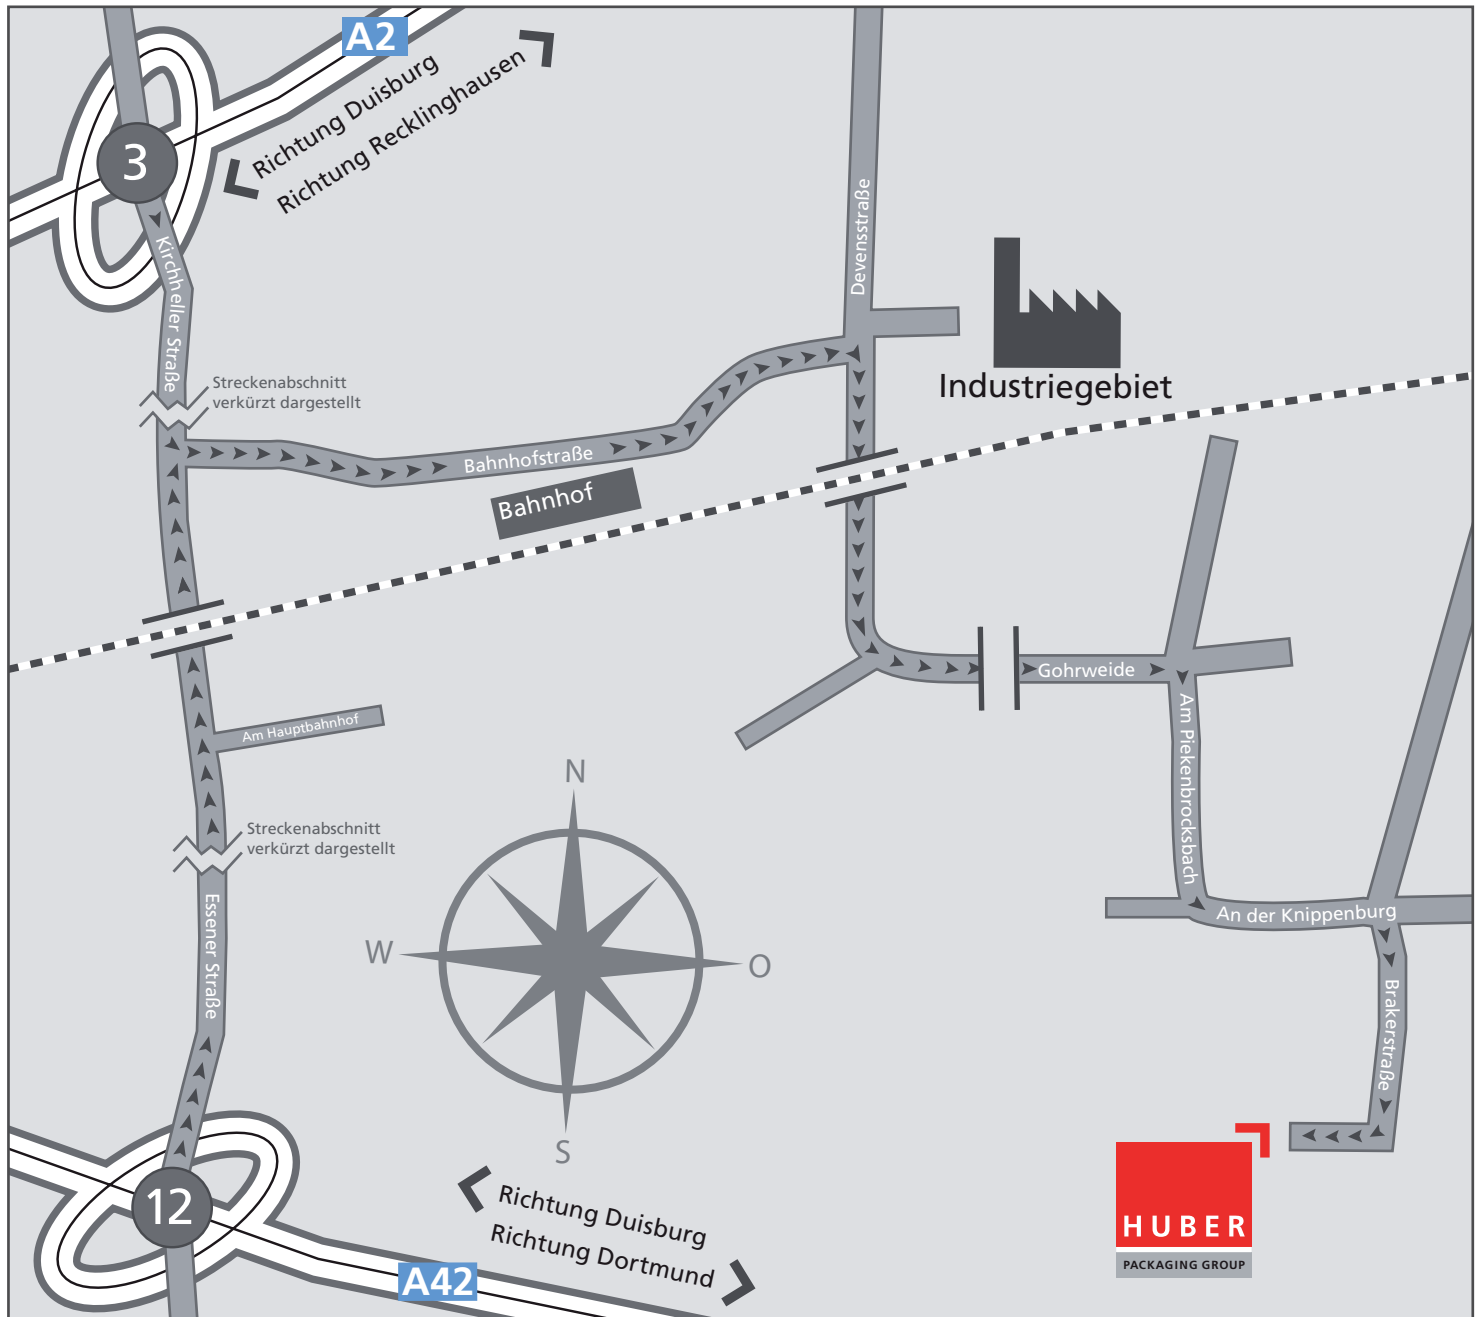 A2
Richtung Duisburg
Richtung Recklinghausen
3
Kirchheller Straße
Devensstraße
Industriegebiet
Streckenabschnitt
verkürzt dargestellt
Bahnhofstraße
Bahnhof
Gohrweide
Am Piekenbrocksbach
Am Hauptbahnhof
N
W
O
S
Streckenabschnitt
verkürzt dargestellt
Essener Straße
An der Knippenburg
Brakerstraße
12
Richtung Duisburg
Richtung Dortmund
A42
HUBER
PACKAGING GROUP